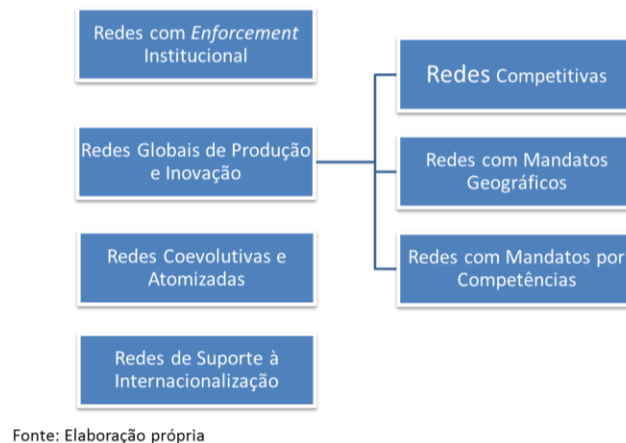 Redes com Enforcement
Institucional
Redes Globais de Produção
e Inovação
Redes Coevolutivas e
Atomizadas
Redes de Suporte à
Internacionalização
Redes Competitivas
Redes com Mandatos
Geográficos
Redes com Mandatos por
Competências
Fonte: Elaboração própria